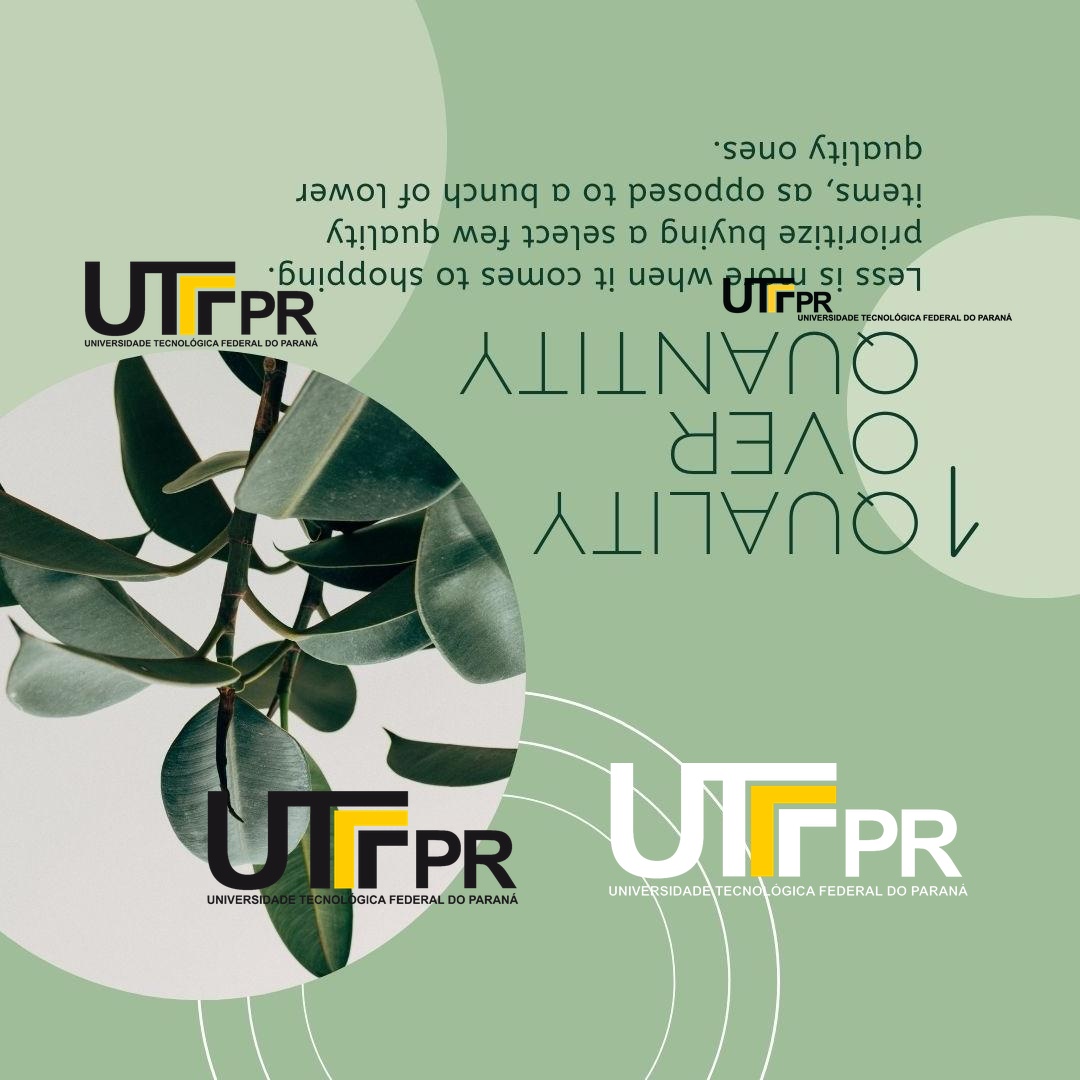 1
QUALITY
OVER
QUANTITY
Less is more when it comes to shopping.
prioritize buying a select few quality
items, as opposed to a bunch of lower
quality ones.
UTFPR
UNIVERSIDADE TECNOLÓGICA FEDERAL DO PARANÁ
UTFPR
UNIVERSIDADE TECNOLÓGICA FEDERAL DO PARANÁ
UTFPR
UNIVERSIDADE TECNOLÓGICA FEDERAL DO PARANÁ
UTFPR
UNIVERSIDADE TECNOLÓGICA FEDERAL DO PARANÁ